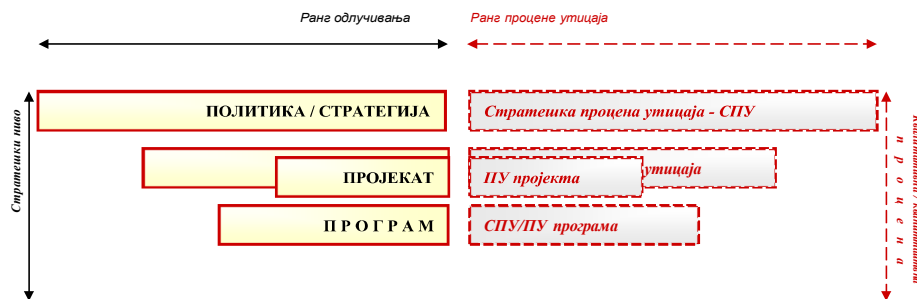 Ранг одлучивања
Ранг процене утицаја
ПОЛИТИКА / СТРАТЕГИЈА
Стратешка процена утицаја - СПУ
утицаја
ПРОЈЕКАТ
ПУ пројекта
П Р О Г Р А М
СПУ/ПУ програма
Стратешки ниво
п р о ц е н а